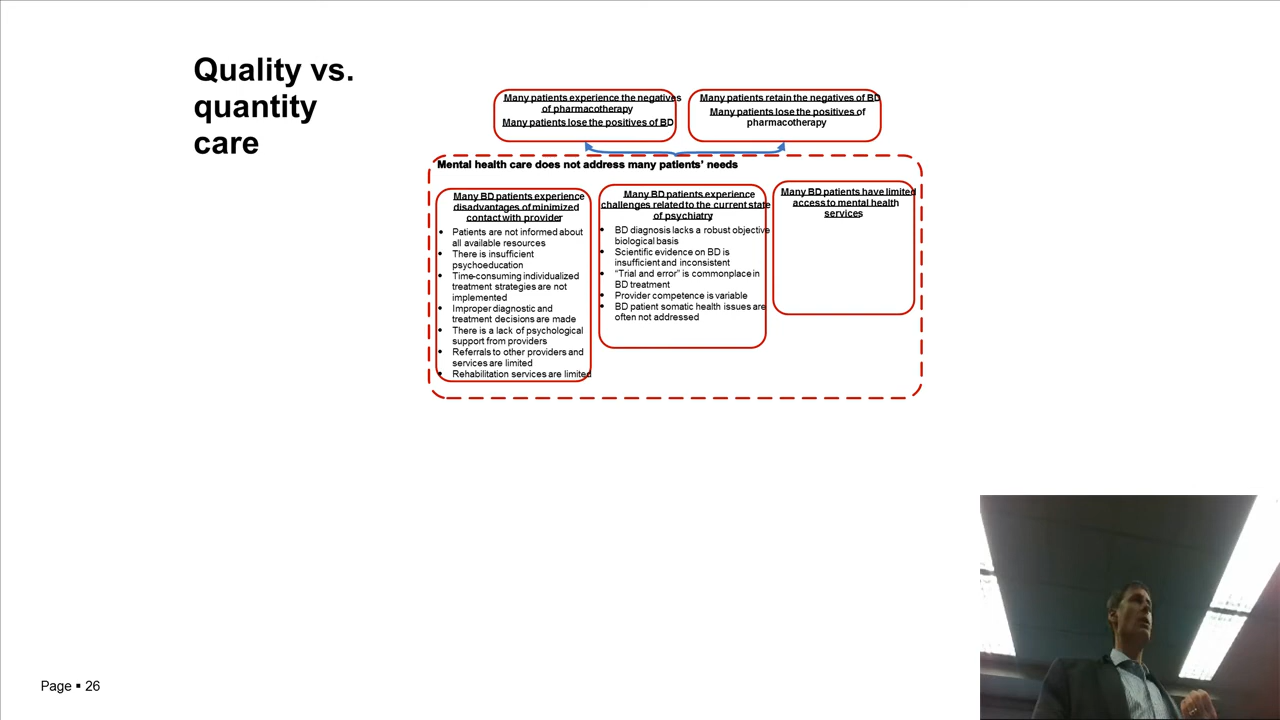 Quality vs.
quantity
care
Many patients experience the negatives
of pharmacotherapy
Many patients lose the positives of BD
Many patients retain the negatives of BD
Many patients lose the positives of
pharmacotherapy
Mental health care does not address many patients' needs
Many BD patients experience
disadvantages of minimized
contact with provider
• Patients are not informed about
all available resources
• There is insufficient
psychoeducation
• Time-consuming individualized
treatment strategies are not
implemented
• Improper diagnostic and
treatment decisions are made
• There is a lack of psychological
support from providers
• Referrals to other providers and
services are limited
• Rehabilitation services are limited
Many BD patients experience
challenges related to the current state
of psychiatry
• BD diagnosis lacks a robust objective
biological basis
• Scientific evidence on BD is
insufficient and inconsistent
• “Trial and error” is commonplace in
BD treatment
• Provider competence is variable
• BD patient somatic health issues are
often not addressed
Many BD patients have limited
access to mental health
services
Page ▪ 26